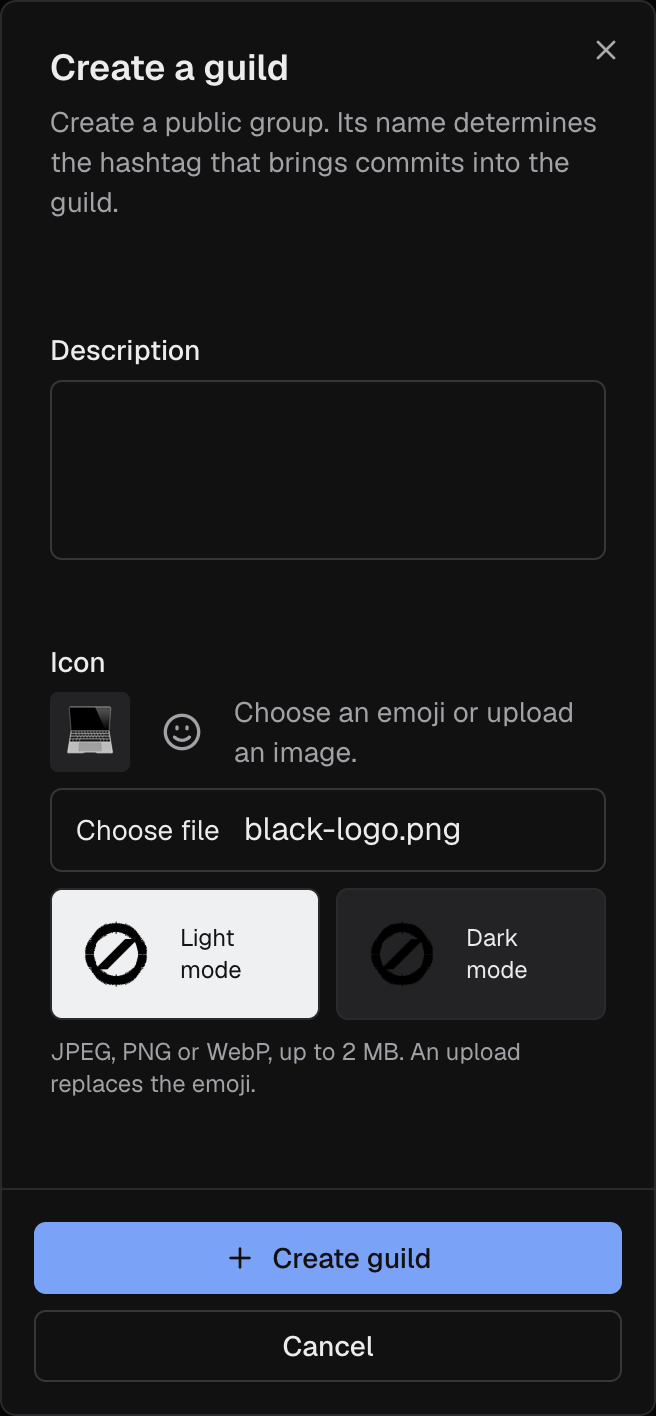 Create a guild
Create a public group. Its name determines
the hashtag that brings commits into the
guild.
Description
Icon
Choose an emoji or upload
an image.
Choose file black-logo.png
Light
mode
Dark
mode
JPEG, PNG or WebP, up to 2 MB. An upload
replaces the emoji.
Create guild
Cancel